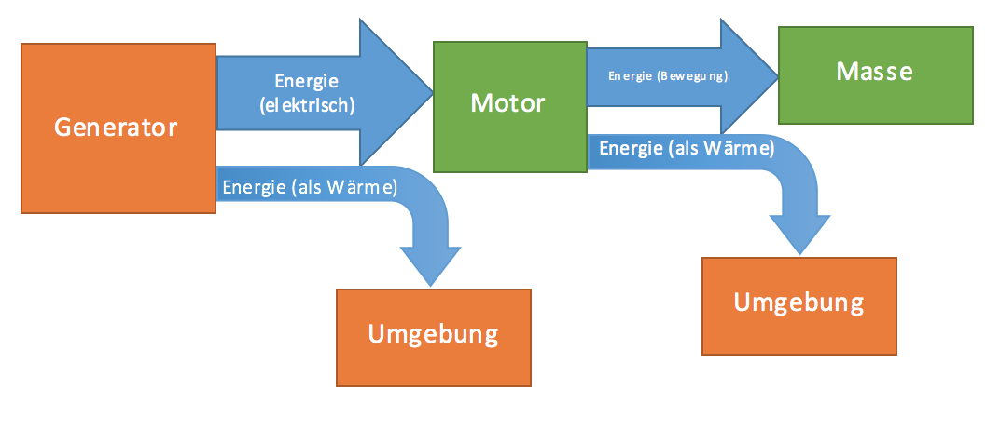 Generator
Energie
(elektrisch)
Motor
Energie (Bewegung)
Masse
Energie (als Wärme)
Energie (als Wärme)
Umgebung
Umgebung